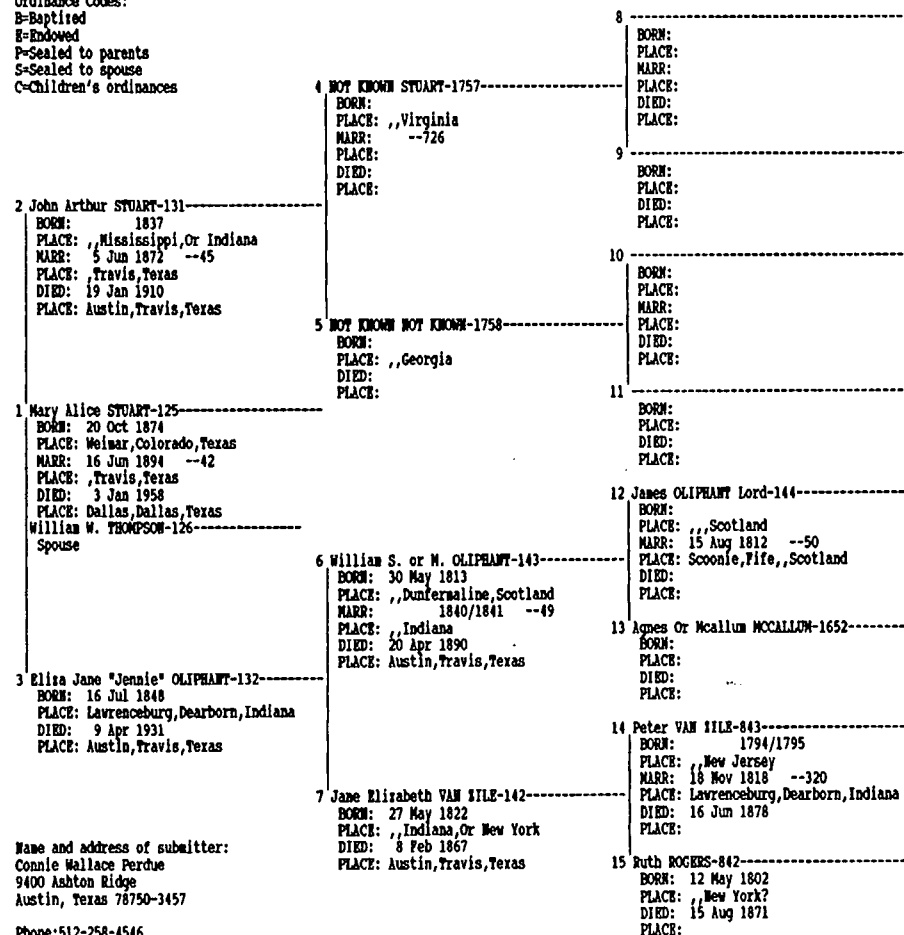 Ordinance Codes:
B=Baptized
E=Endowed
P=Sealed to parents
S=Sealed to spouse
C=Children's ordinances
8
BORN:
PLACE:
MARR:
PLACE:
DIED:
PLACE:
4 NOT KNOWN STUART-1757
BORN:
PLACE: ,,Virginia
MARR: --726
PLACE:
DIED:
PLACE:
9
BORN:
PLACE:
DIED:
PLACE:
2 John Arthur STUART-131
BORN: 1837
PLACE: ,,Mississippi,Or Indiana
MARR: 5 Jun 1872 --45
PLACE: ,Travis,Texas
DIED: 19 Jan 1910
PLACE: Austin,Travis,Texas
10
BORN:
PLACE:
MARR:
PLACE:
DIED:
PLACE:
5 NOT KNOWN NOT KNOWN-1758
BORN:
PLACE: ,,Georgia
DIED:
PLACE:
11
BORN:
PLACE:
DIED:
PLACE:
1 Mary Alice STUART-125
BORN: 20 Oct 1874
PLACE: Weimar,Colorado,Texas
MARR: 16 Jun 1894 --42
PLACE: ,Travis,Texas
DIED: 3 Jan 1958
PLACE: Dallas,Dallas,Texas
William W. THOMPSON-126
Spouse
12 James OLIPHANT Lord-144
BORN:
PLACE: ,,,Scotland
MARR: 15 Aug 1812 --50
PLACE: Scoonie,Fife,,Scotland
DIED:
PLACE:
6 William S. or M. OLIPHANT-143
BORN: 30 May 1813
PLACE: ,,Dunfermaline,Scotland
MARR: 1840/1841 --49
PLACE: ,,Indiana
DIED: 20 Apr 1890
PLACE: Austin,Travis,Texas
13 Agnes Or Mcallum MCCALLUM-1652
BORN:
PLACE:
DIED:
PLACE:
3 Eliza Jane "Jennie" OLIPHANT-132
BORN: 16 Jul 1848
PLACE: Lawrenceburg,Dearborn,Indiana
DIED: 9 Apr 1931
PLACE: Austin,Travis,Texas
14 Peter VAN ZILE-843
BORN: 1794/1795
PLACE: ,,New Jersey
MARR: 18 Nov 1818 --320
PLACE: Lawrenceburg,Dearborn,Indiana
DIED: 16 Jun 1878
PLACE:
7 Jane Elizabeth VAN ZILE-142
BORN: 27 May 1822
PLACE: ,,Indiana,Or New York
DIED: 8 Feb 1867
PLACE: Austin,Travis,Texas
15 Ruth ROGERS-842
BORN: 12 May 1802
PLACE: ,,New York?
DIED: 15 Aug 1871
PLACE:
Name and address of submitter:
Connie Wallace Perdue
9400 Ashton Ridge
Austin, Texas 78750-3457
Phone:512-258-4546